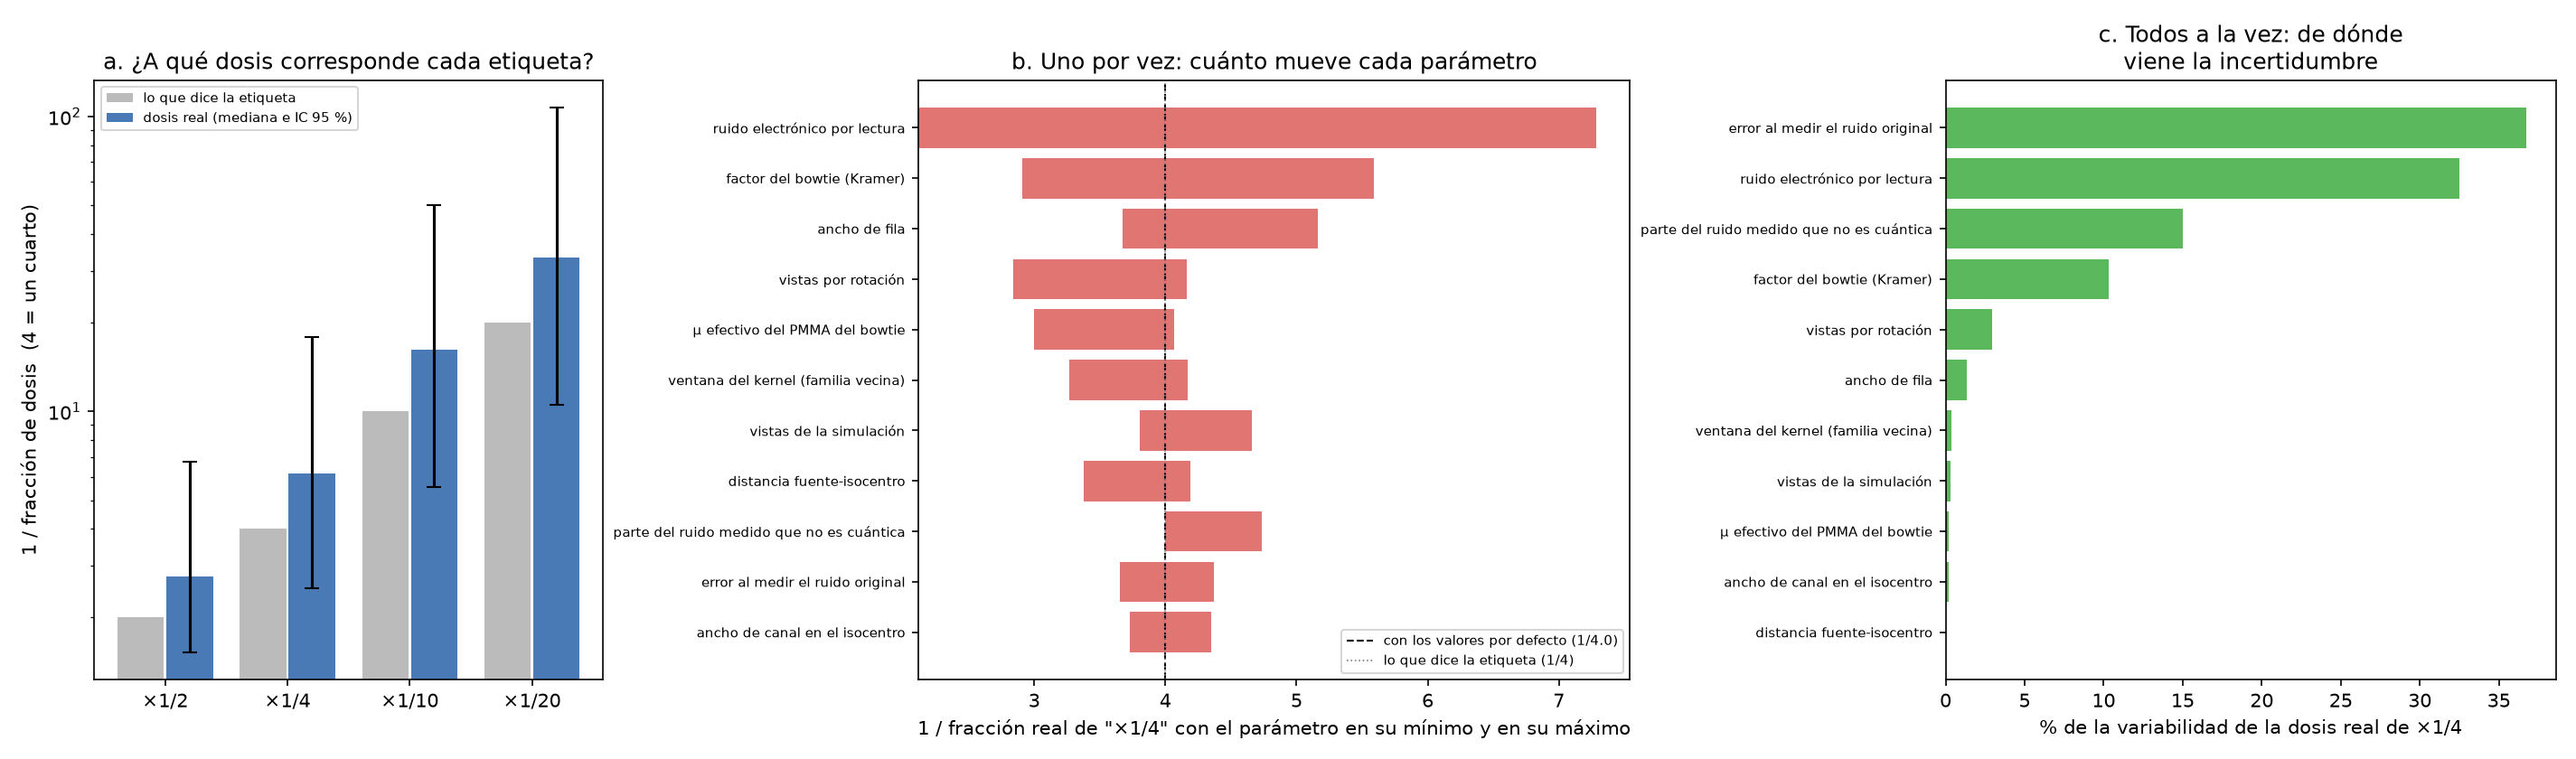 a. ¿A qué dosis corresponde cada etiqueta?
lo que dice la etiqueta
dosis real (mediana e IC 95 %)
1 / fracción de dosis  (4 = un cuarto)
10²
10¹
×1/2
×1/4
×1/10
×1/20
b. Uno por vez: cuánto mueve cada parámetro
ruido electrónico por lectura
factor del bowtie (Kramer)
ancho de fila
vistas por rotación
μ efectivo del PMMA del bowtie
ventana del kernel (familia vecina)
vistas de la simulación
distancia fuente-isocentro
parte del ruido medido que no es cuántica
error al medir el ruido original
ancho de canal en el isocentro
con los valores por defecto (1/4.0)
lo que dice la etiqueta (1/4)
3
4
5
6
7
1 / fracción real de "×1/4" con el parámetro en su mínimo y en su máximo
c. Todos a la vez: de dónde
viene la incertidumbre
error al medir el ruido original
ruido electrónico por lectura
parte del ruido medido que no es cuántica
factor del bowtie (Kramer)
vistas por rotación
ancho de fila
ventana del kernel (familia vecina)
vistas de la simulación
μ efectivo del PMMA del bowtie
ancho de canal en el isocentro
distancia fuente-isocentro
0
5
10
15
20
25
30
35
% de la variabilidad de la dosis real de ×1/4